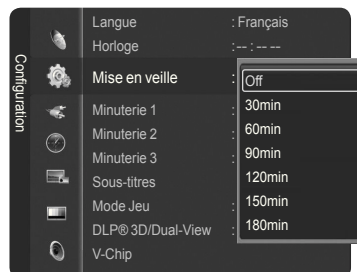 Configuration
Langue : Français
Horloge :-- : -- --
Mise en veille :
Off
30min
60min
90min
120min
150min
180min
Minuterie 1 :
Minuterie 2 :
Minuterie 3 :
Sous-titres
Mode Jeu :
DLP® 3D/Dual-View :
V-Chip